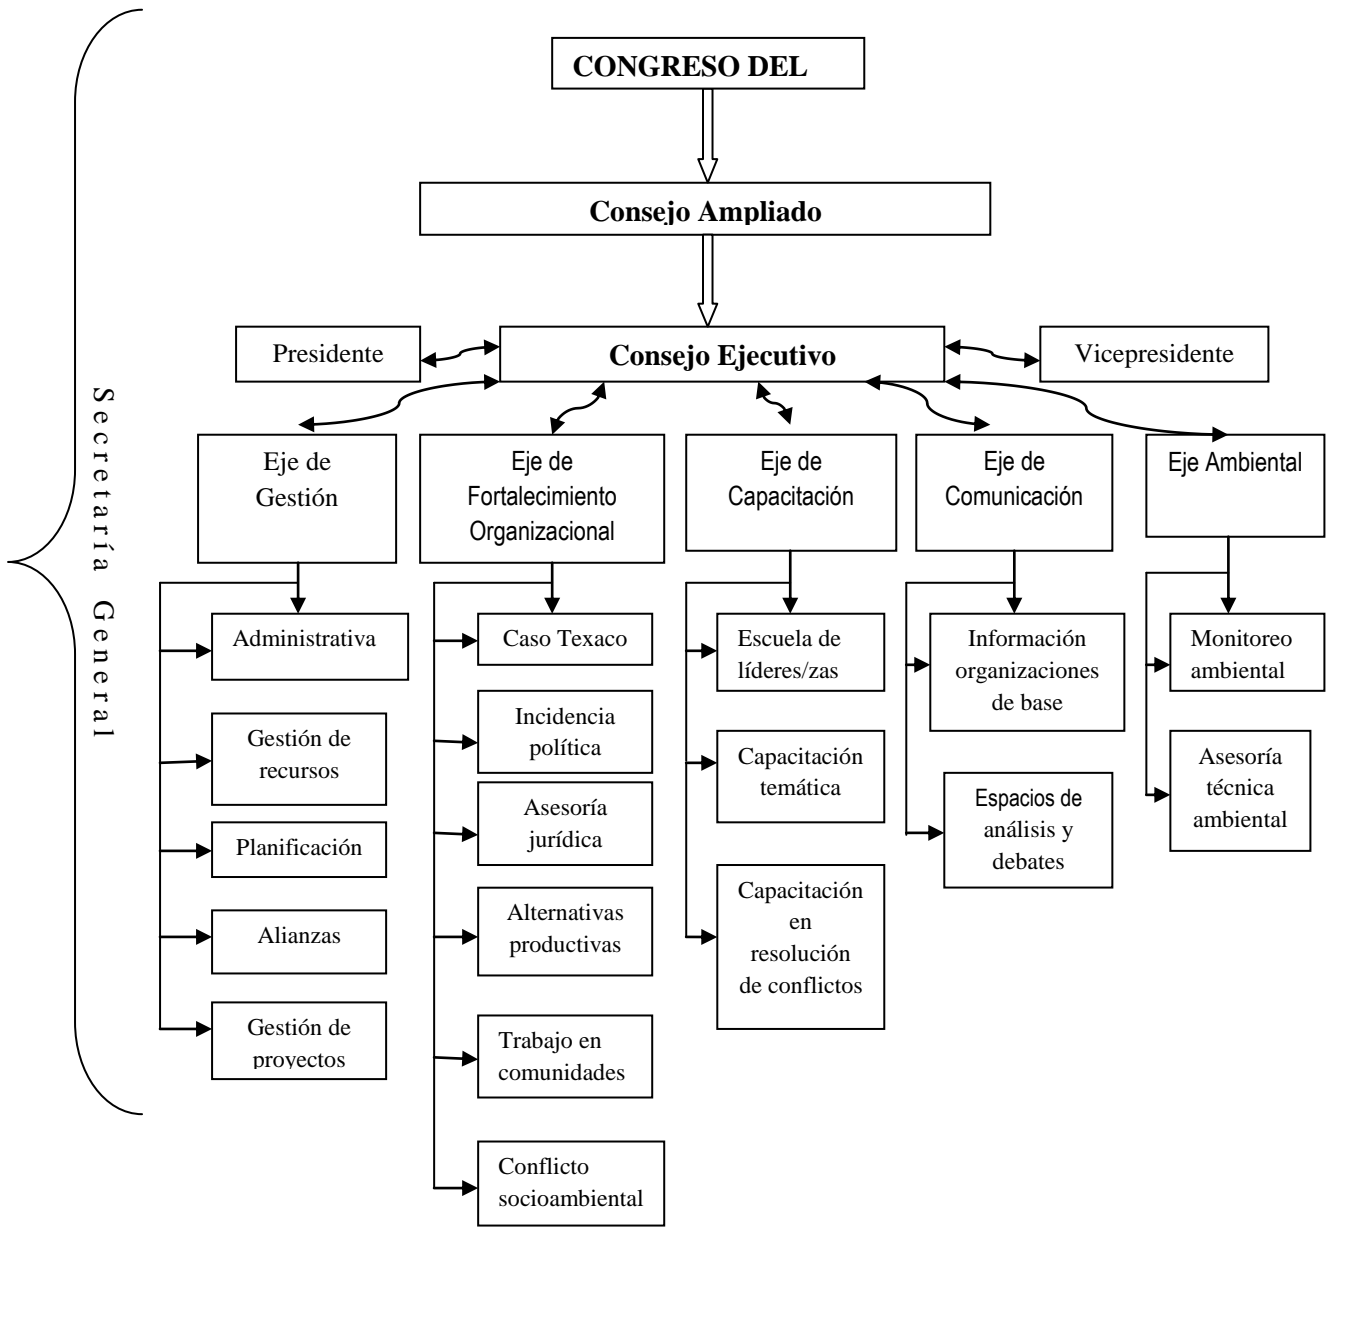 CONGRESO DEL
Consejo Ampliado
Presidente
Consejo Ejecutivo
Vicepresidente
Secretaría General
Eje de
Gestión
Eje de
Fortalecimiento
Organizacional
Eje de
Capacitación
Eje de
Comunicación
Eje Ambiental
Administrativa
Gestión de
recursos
Planificación
Alianzas
Gestión de
proyectos
Caso Texaco
Incidencia
política
Asesoría
jurídica
Alternativas
productivas
Trabajo en
comunidades
Conflicto
socioambiental
Escuela de
líderes/zas
Capacitación
temática
Capacitación
en
resolución
de conflictos
Información
organizaciones
de base
Espacios de
análisis y
debates
Monitoreo
ambiental
Asesoría
técnica
ambiental